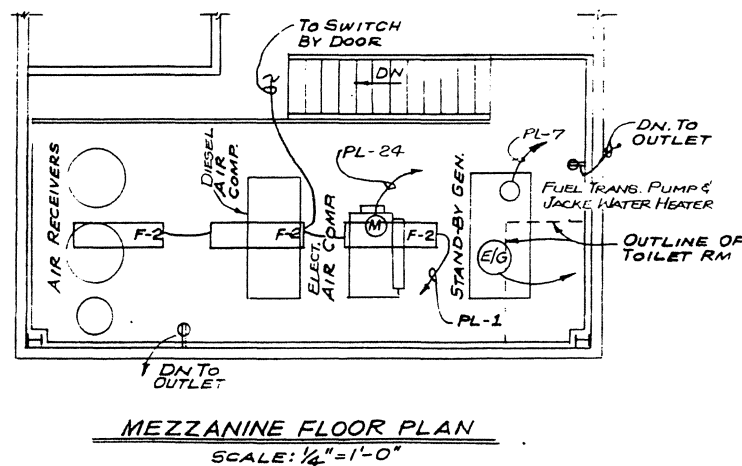 TO SWITCH
BY DOOR
DN
DN. TO
OUTLET
PL-7
PL-24
AIR RECEIVERS
DIESEL
AIR
COMP.
F-2
F-2
ELECT.
AIR COMP.
M
F-2
STAND-BY GEN.
FUEL TRANS. PUMP &
JACKE WATER HEATER
E/G
OUTLINE OF
TOILET RM
PL-1
DN TO
OUTLET
MEZZANINE FLOOR PLAN
SCALE: 1/4"=1'-0"